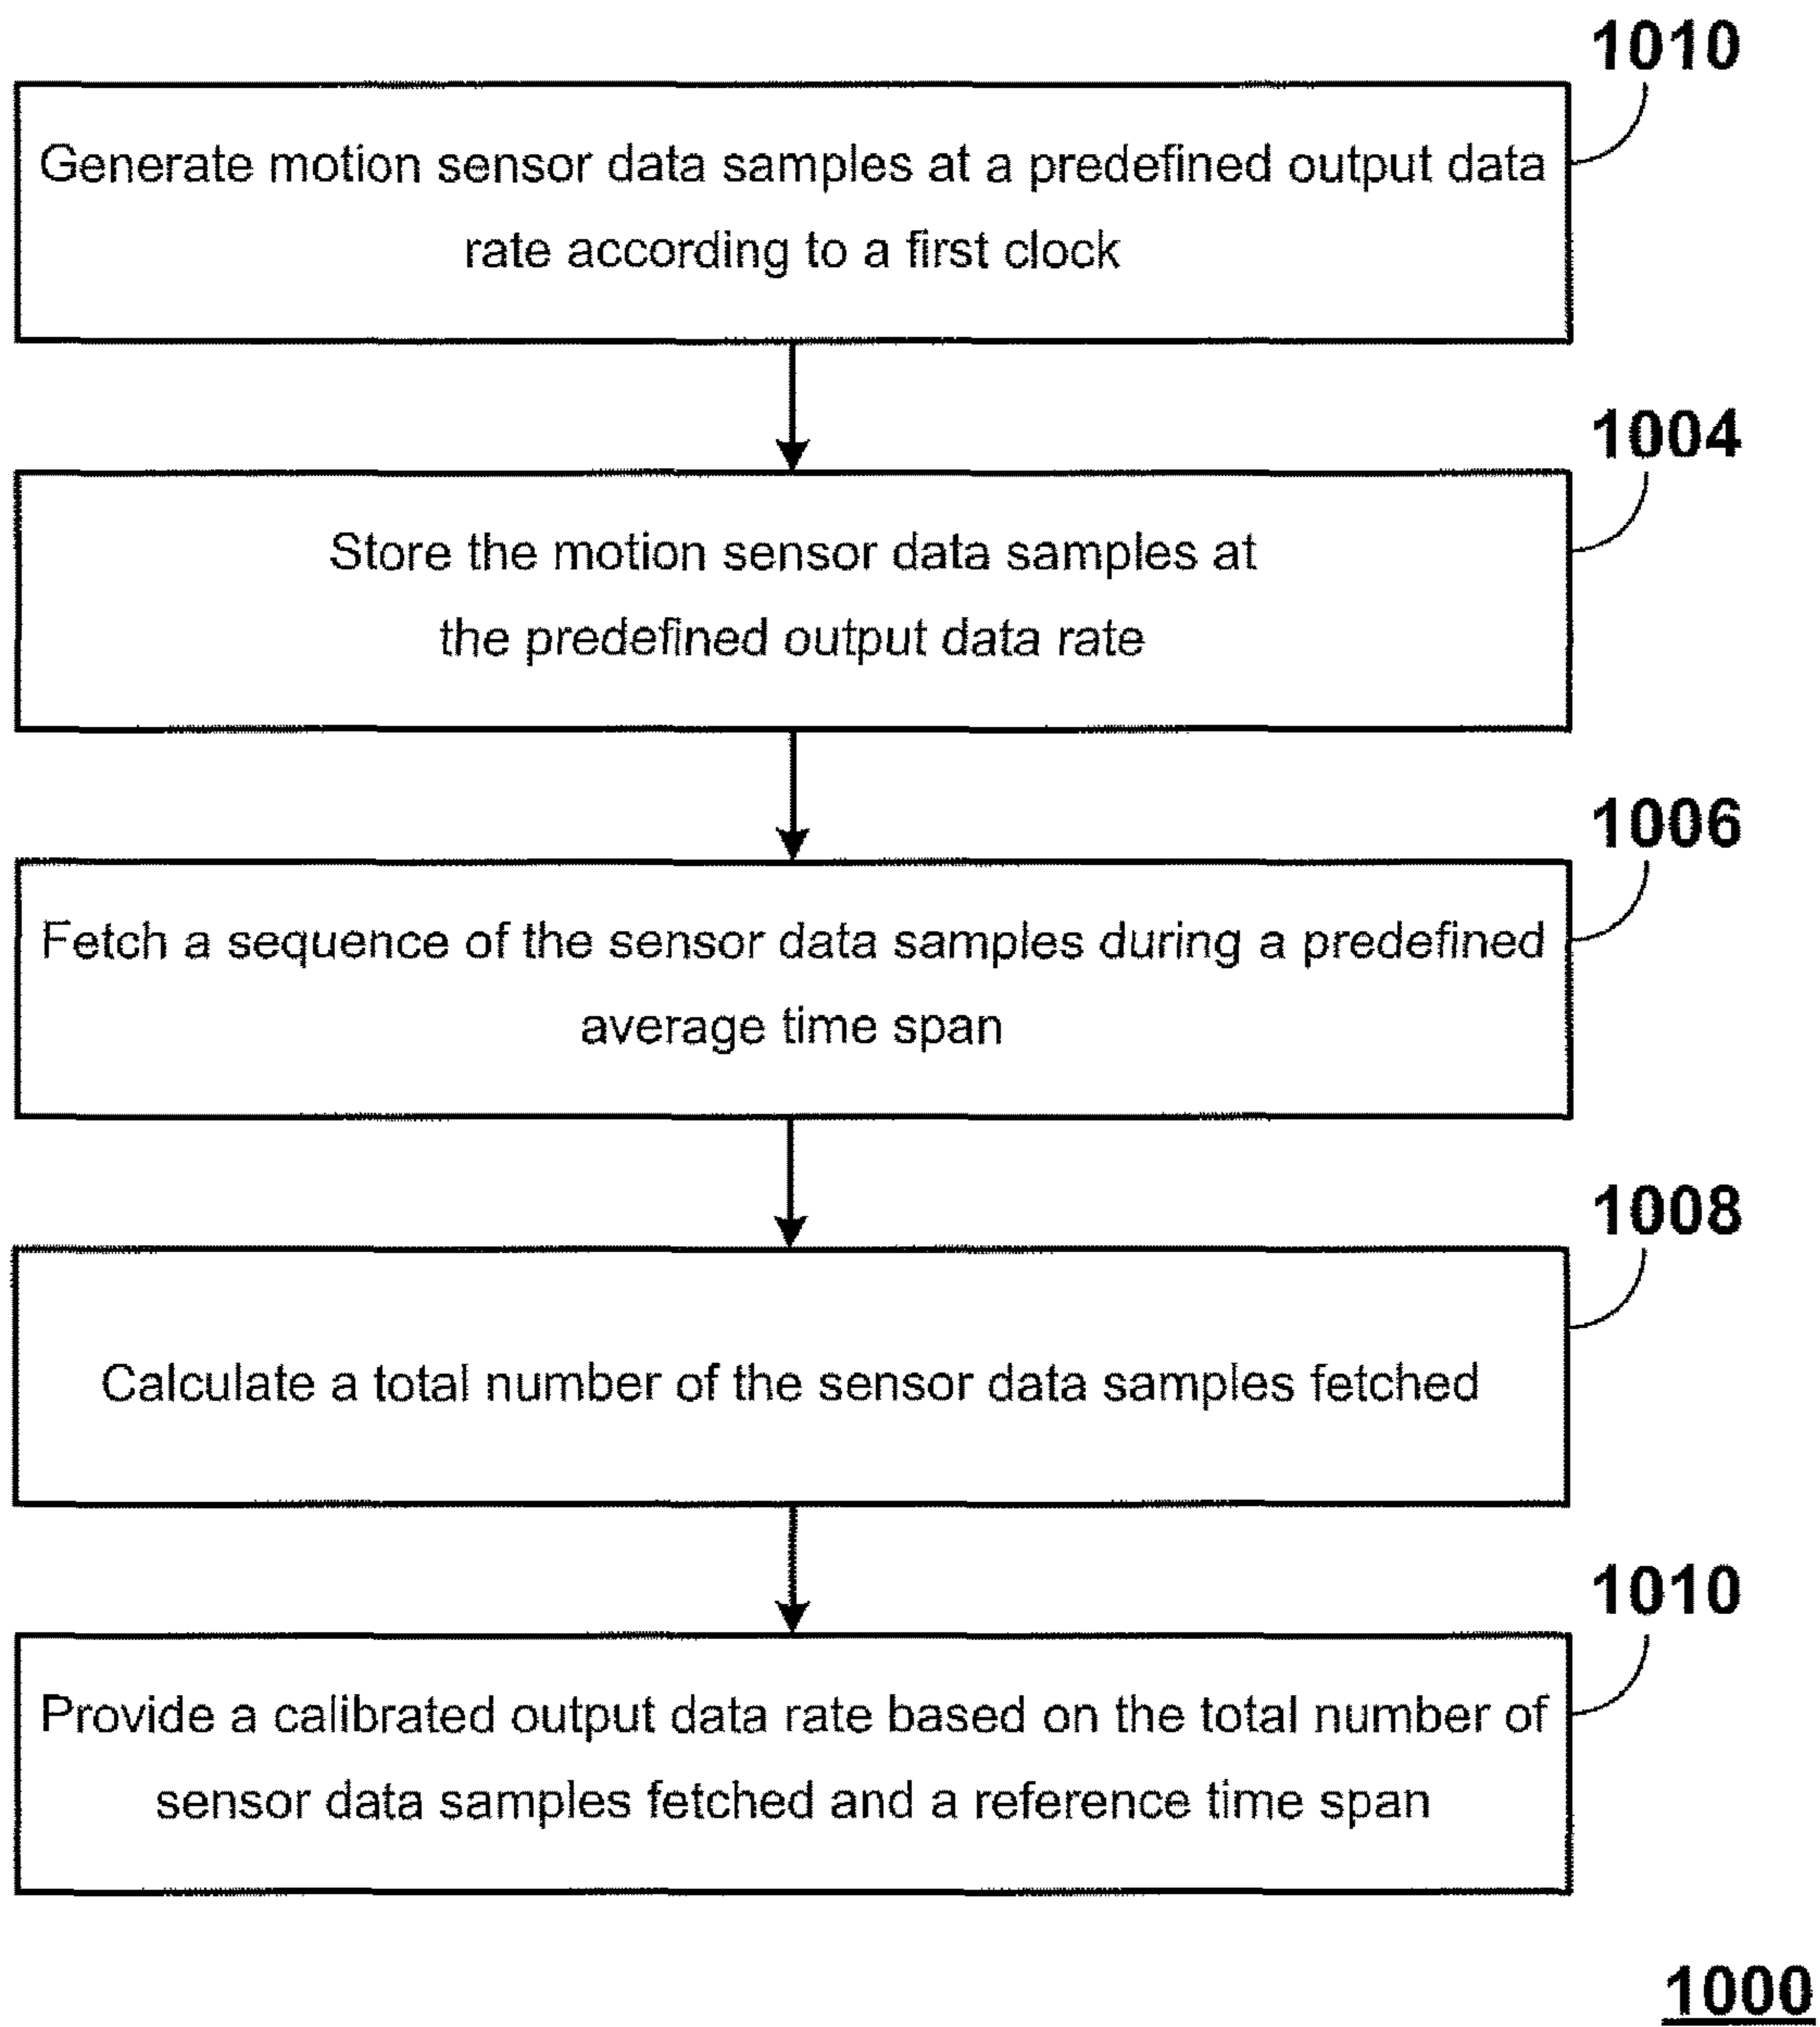 1010
Generate motion sensor data samples at a predefined output data
rate according to a first clock
1004
Store the motion sensor data samples at
the predefined output data rate
1006
Fetch a sequence of the sensor data samples during a predefined
average time span
1008
Calculate a total number of the sensor data samples fetched
1010
Provide a calibrated output data rate based on the total number of
sensor data samples fetched and a reference time span
1000